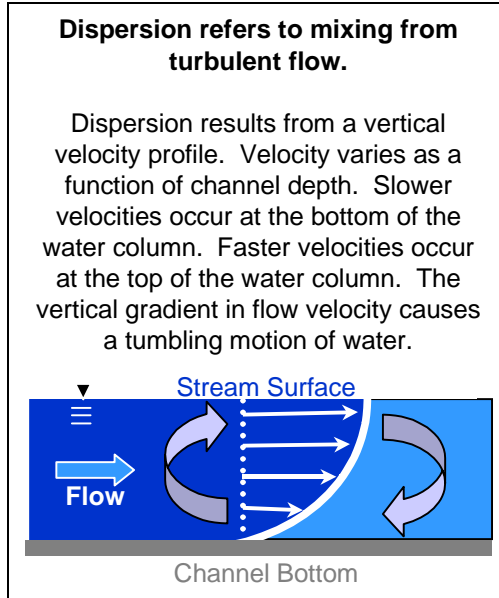 Dispersion refers to mixing from
turbulent flow.
Dispersion results from a vertical
velocity profile. Velocity varies as a
function of channel depth. Slower
velocities occur at the bottom of the
water column. Faster velocities occur
at the top of the water column. The
vertical gradient in flow velocity causes
a tumbling motion of water.
Stream Surface
Flow
Channel Bottom